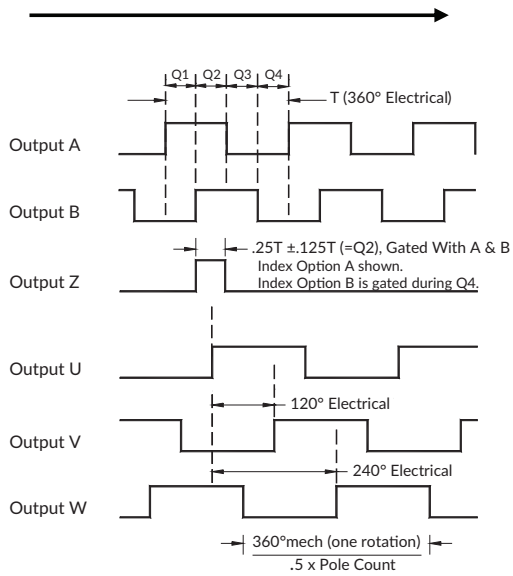 Q1 Q2 Q3 Q4
T (360° Electrical)
Output A
Output B
.25T ±.125T (=Q2), Gated With A & B
Index Option A shown.
Index Option B is gated during Q4.
Output Z
Output U
120° Electrical
Output V
240° Electrical
Output W
360°mech (one rotation)
.5 x Pole Count